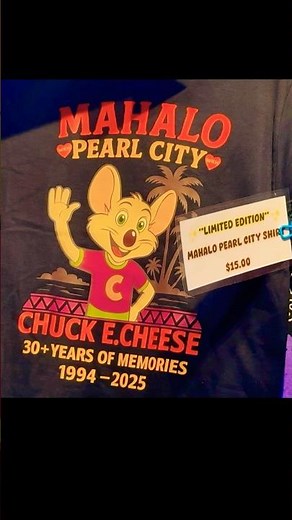 MAHALO
PEARL CITY
C
CHUCK E.CHEESE
30+YEARS OF MEMORIES
1994-2025
"LIMITED EDITION"
MAHALO PEARL CITY SHIR
$15.00